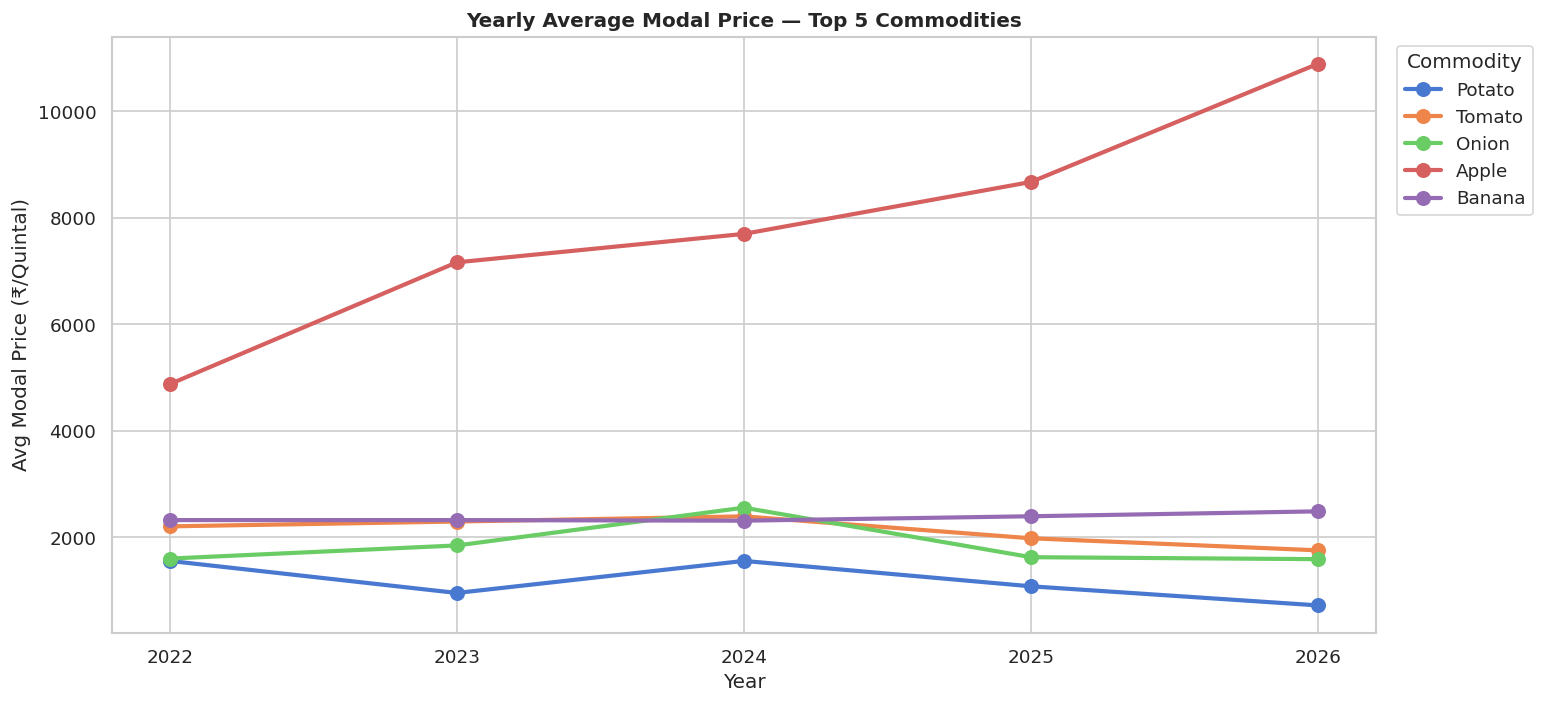 Yearly Average Modal Price — Top 5 Commodities
Avg Modal Price (₹/Quintal)
10000
8000
6000
4000
2000
2022
2023
2024
2025
2026
Year
Commodity
Potato
Tomato
Onion
Apple
Banana